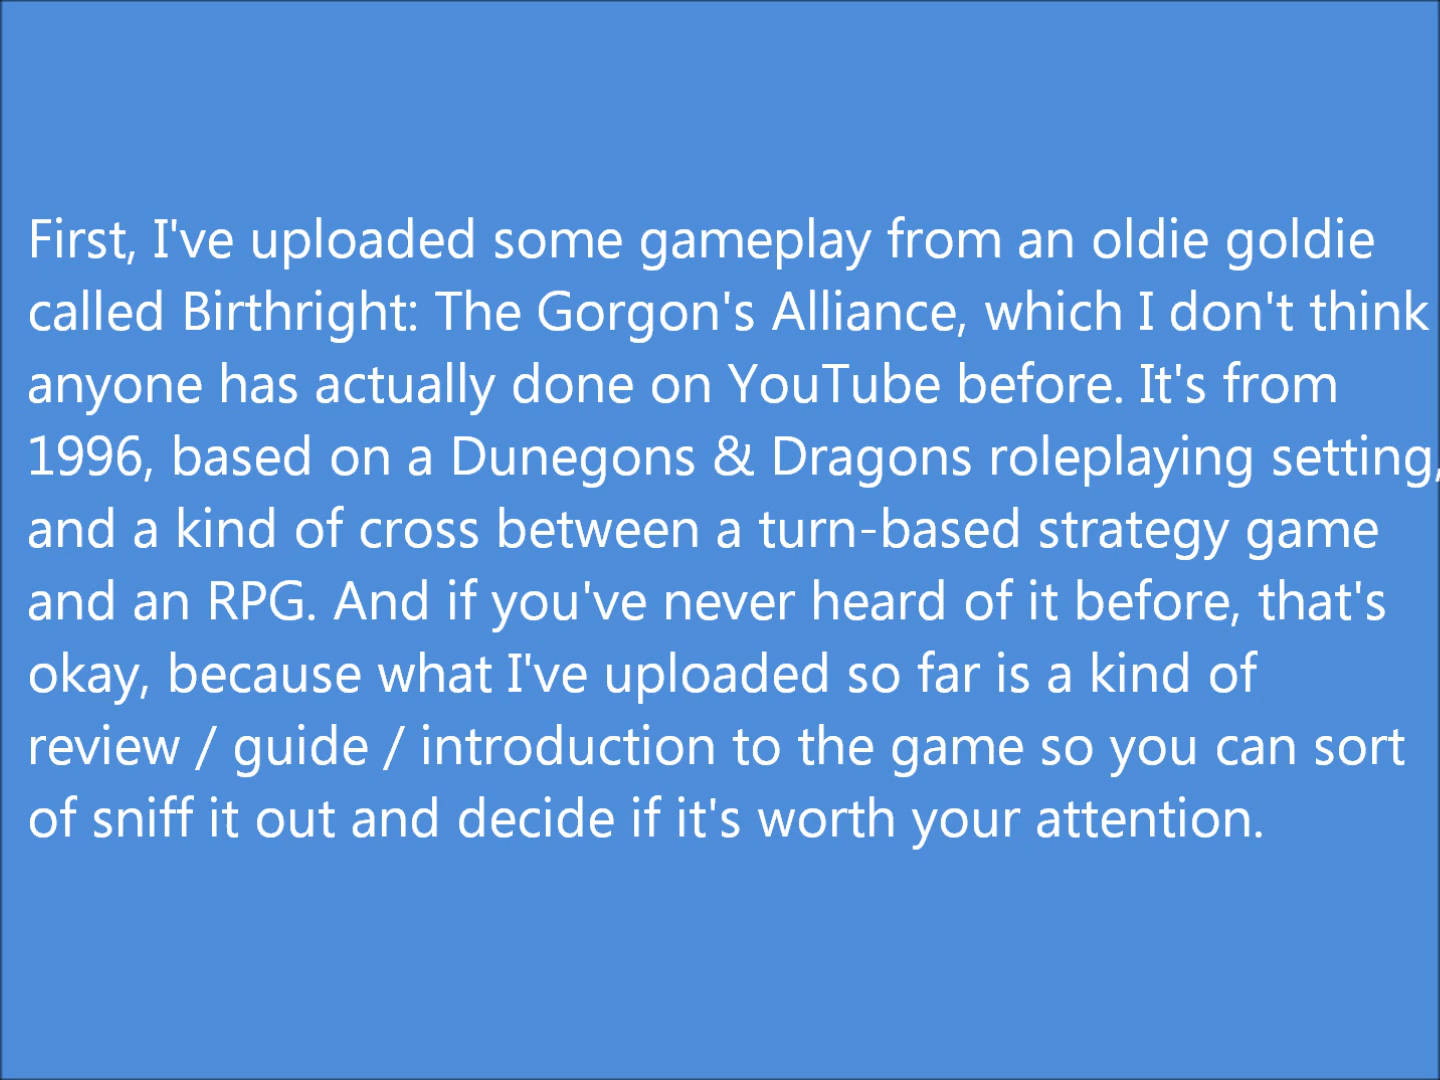 First, I've uploaded some gameplay from an oldie goldie
called Birthright: The Gorgon's Alliance, which I don't think
anyone has actually done on YouTube before. It's from
1996, based on a Dunegons & Dragons roleplaying setting,
and a kind of cross between a turn-based strategy game
and an RPG. And if you've never heard of it before, that's
okay, because what I've uploaded so far is a kind of
review / guide / introduction to the game so you can sort
of sniff it out and decide if it's worth your attention.